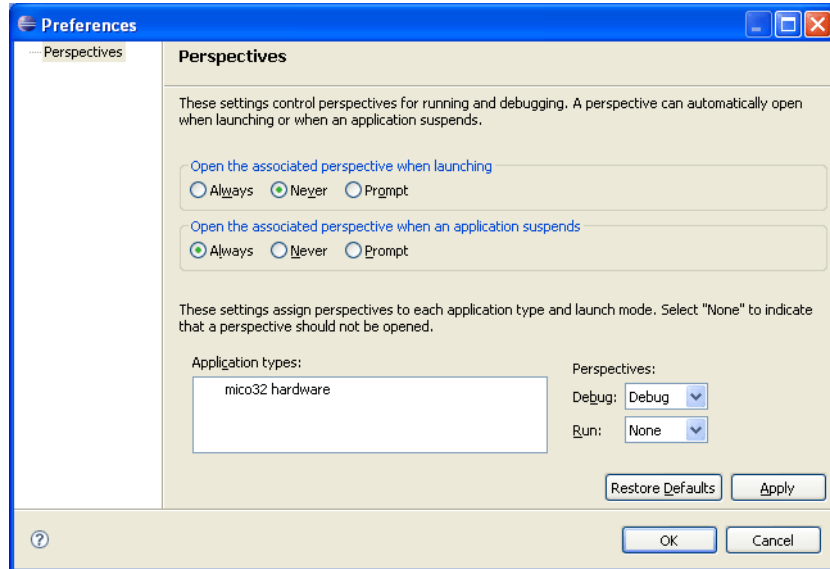 Preferences
Perspectives
Perspectives
These settings control perspectives for running and debugging. A perspective can automatically open
when launching or when an application suspends.
Open the associated perspective when launching
Always Never Prompt
Open the associated perspective when an application suspends
Always Never Prompt
These settings assign perspectives to each application type and launch mode. Select "None" to indicate
that a perspective should not be opened.
Application types:
Perspectives:
mico32 hardware
Debug: Debug
Run: None
Restore Defaults Apply
? OK Cancel